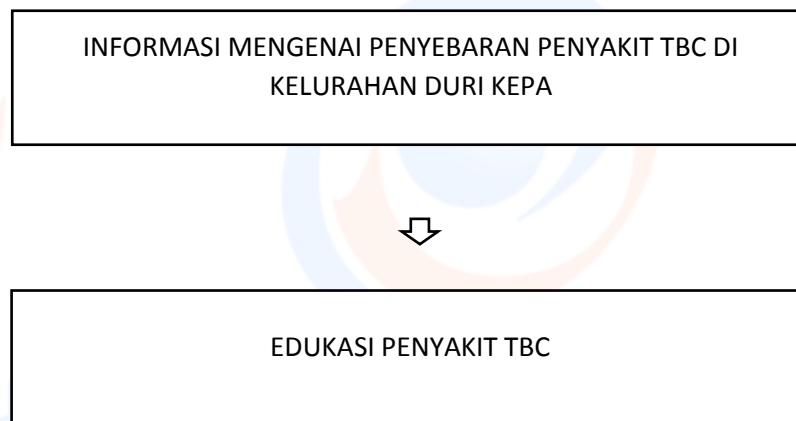 INFORMASI MENGENAI PENYEBARAN PENYAKIT TBC DI
KELURAHAN DURI KEPA
EDUKASI PENYAKIT TBC